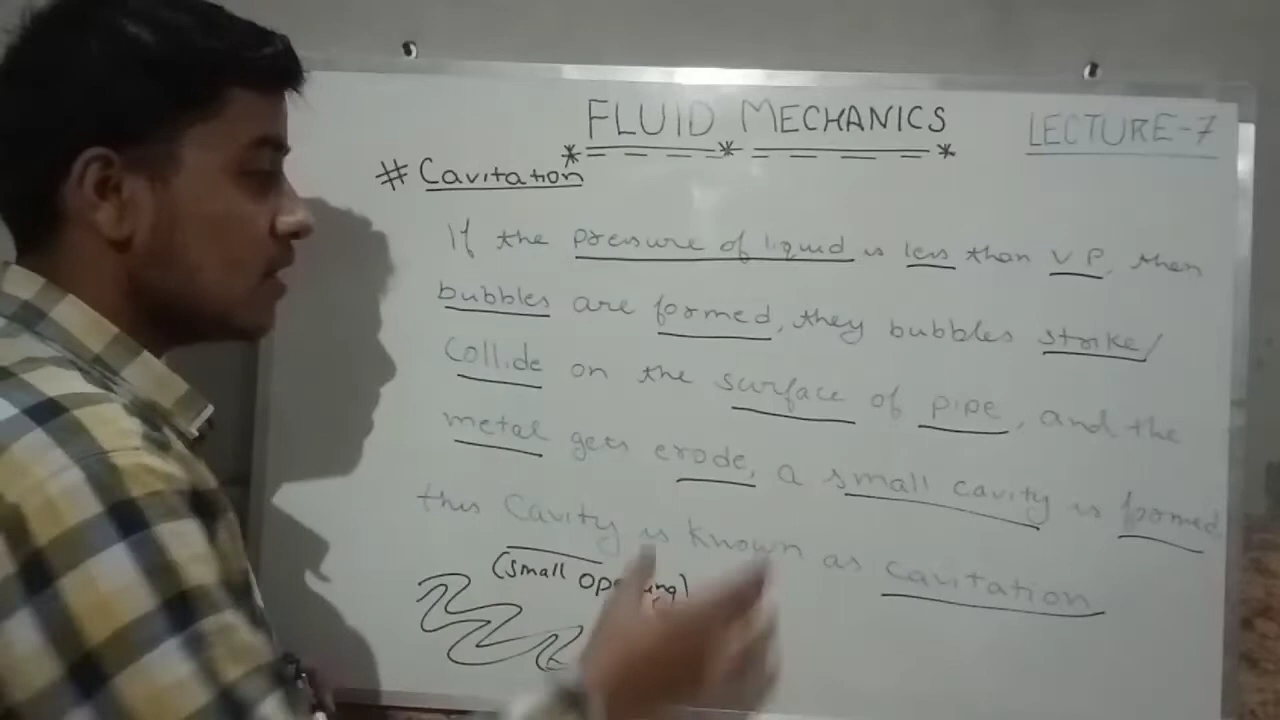 FLUID MECHANICS
LECTURE-7
# Cavitation
If the pressure of liquid is less than V.P, then
bubbles are formed, they bubbles strike/
Collide on the surface of pipe, and the
metal gets erode, a small cavity is formed
this Cavity is known as cavitation
(small opening)